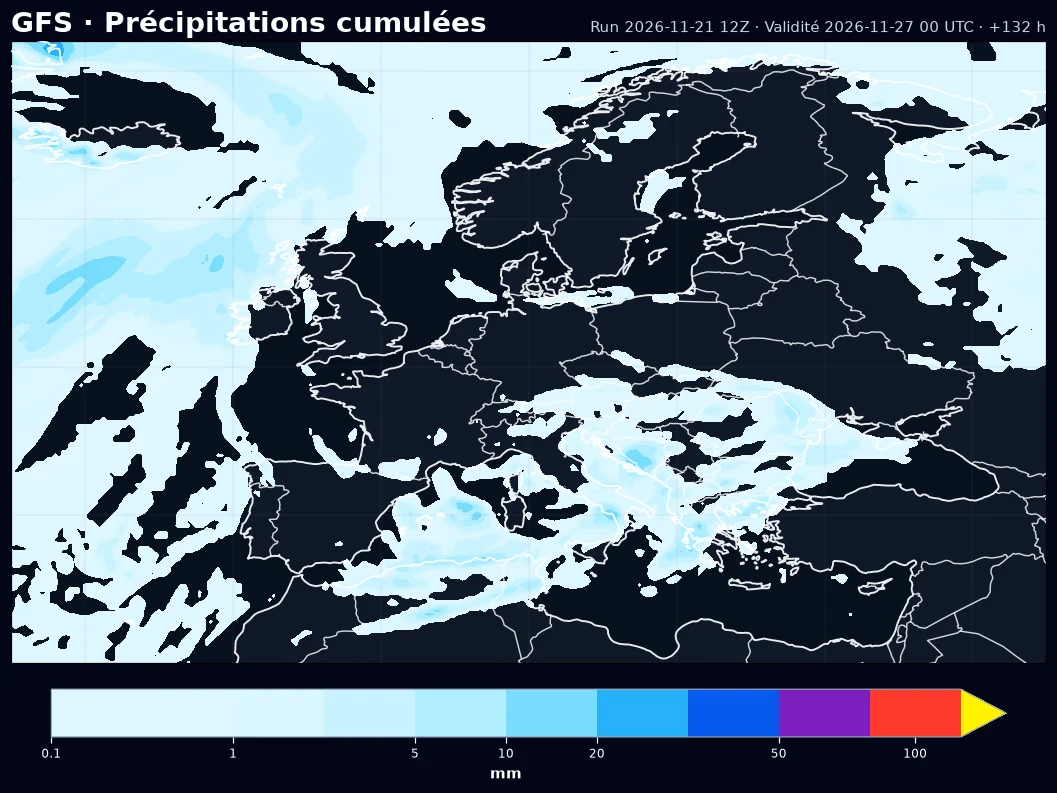 GFS · Précipitations cumulées
Run 2026-11-21 12Z · Validité 2026-11-27 00 UTC · +132 h
0.1 1 5 10 20 50 100
mm